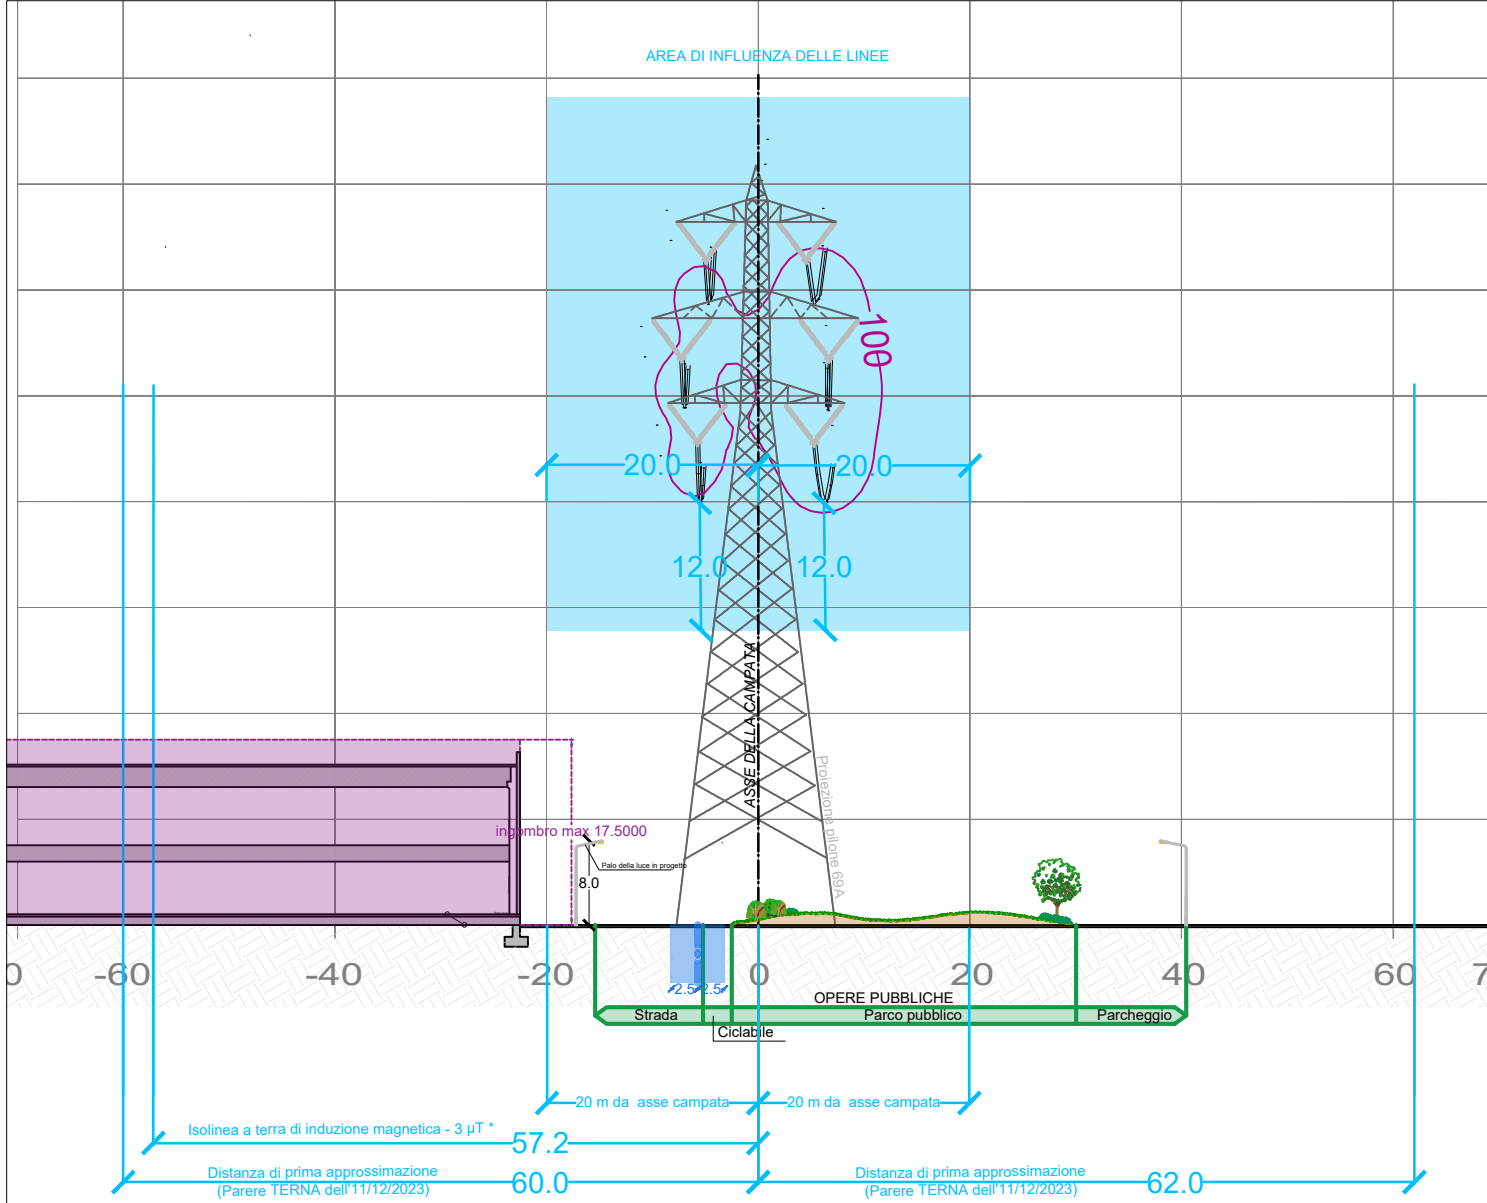 AREA DI INFLUENZA DELLE LINEE
100
20.0
20.0
12.0
12.0
ASSE DELLA CAMPATA
Proiezione pilone 69A
ingombro max 17.5000
Palo della luce in progetto
8.0
0
-60
-40
-20
0
20
40
60
7
2.5
2.5
OPERE PUBBLICHE
Strada
Parco pubblico
Parcheggio
Ciclabile
20 m da asse campata
20 m da asse campata
Isolinea a terra di induzione magnetica - 3 µT *
57.2
Distanza di prima approssimazione
(Parere TERNA dell'11/12/2023)
60.0
Distanza di prima approssimazione
(Parere TERNA dell'11/12/2023)
62.0